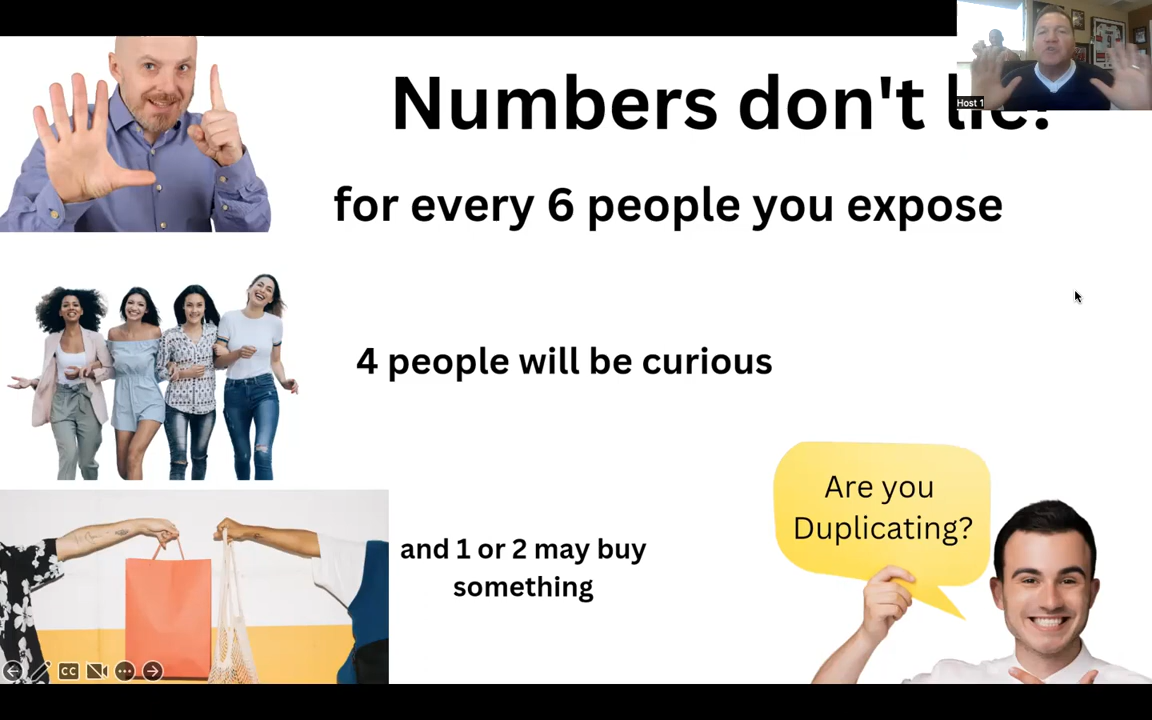 Numbers don't lie!
Host 1
for every 6 people you expose
4 people will be curious
Are you
Duplicating?
and 1 or 2 may buy
something
CC